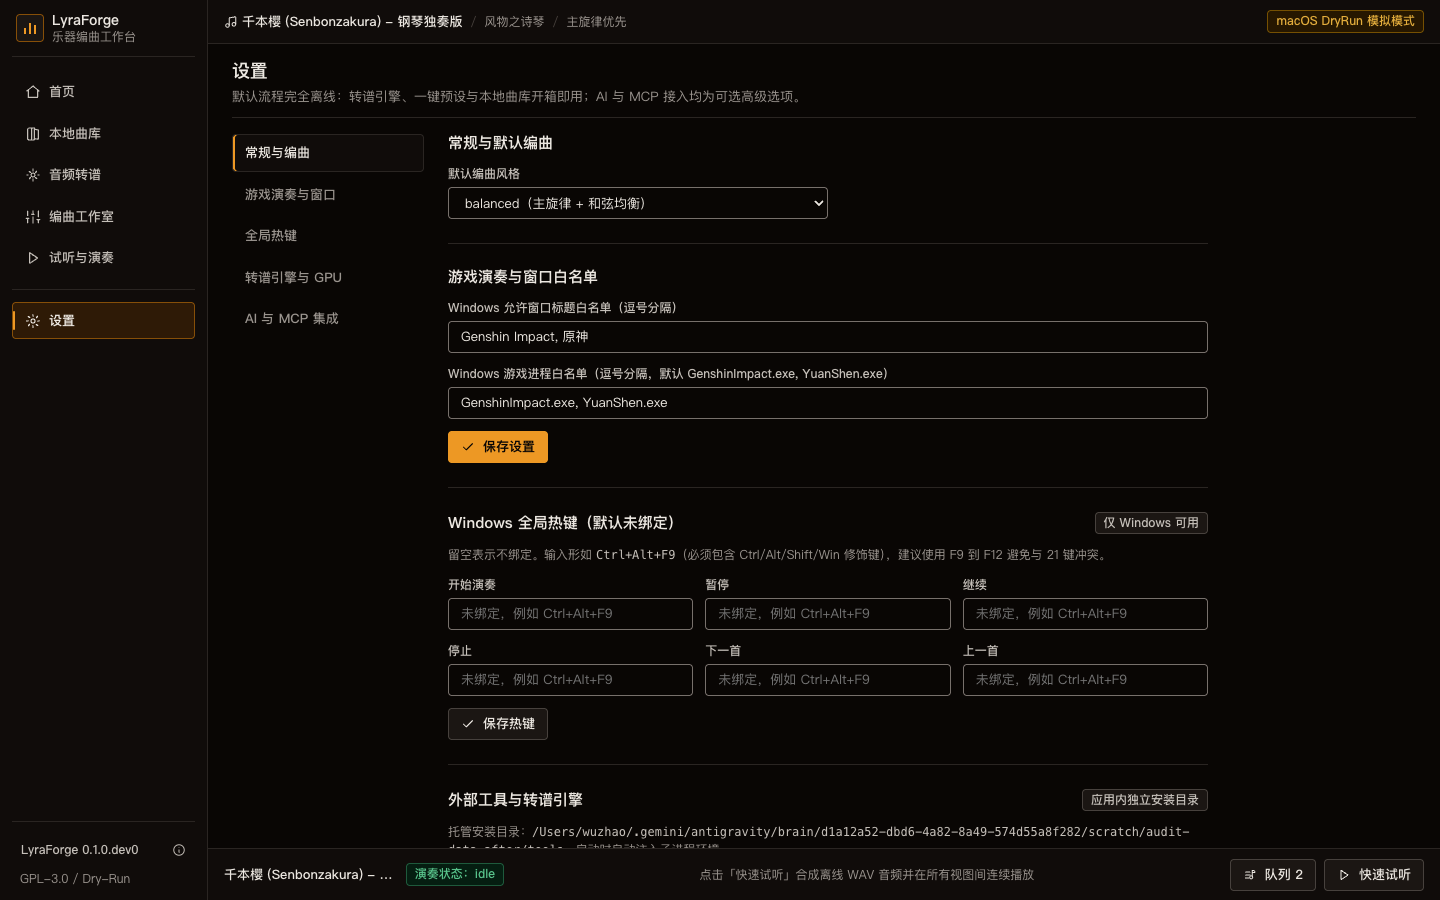 LyraForge
乐器编曲工作台
首页
本地曲库
音频转谱
编曲工作室
试听与演奏
设置
LyraForge 0.1.0.dev0
GPL-3.0 / Dry-Run
千本樱 (Senbonzakura) - 钢琴独奏版 / 风物之诗琴 / 主旋律优先
macOS DryRun 模拟模式
设置
默认流程完全离线：转谱引擎、一键预设与本地曲库开箱即用；AI 与 MCP 接入均为可选高级选项。
常规与编曲
游戏演奏与窗口
全局热键
转谱引擎与 GPU
AI 与 MCP 集成
常规与默认编曲
默认编曲风格
balanced（主旋律 + 和弦均衡）
游戏演奏与窗口白名单
Windows 允许窗口标题白名单（逗号分隔）
Genshin Impact, 原神
Windows 游戏进程白名单（逗号分隔，默认 GenshinImpact.exe, YuanShen.exe）
GenshinImpact.exe, YuanShen.exe
保存设置
Windows 全局热键（默认未绑定）
仅 Windows 可用
留空表示不绑定。输入形如 Ctrl+Alt+F9（必须包含 Ctrl/Alt/Shift/Win 修饰键），建议使用 F9 到 F12 避免与 21 键冲突。
开始演奏 暂停 继续
未绑定，例如 Ctrl+Alt+F9 未绑定，例如 Ctrl+Alt+F9 未绑定，例如 Ctrl+Alt+F9
停止 下一首 上一首
未绑定，例如 Ctrl+Alt+F9 未绑定，例如 Ctrl+Alt+F9 未绑定，例如 Ctrl+Alt+F9
保存热键
外部工具与转谱引擎
应用内独立安装目录
托管安装目录：/Users/wuzhao/.gemini/antigravity/brain/d1a12a52-dbd6-4a82-8a49-574d55a8f282/scratch/audit-
千本樱 (Senbonzakura) - ...
演奏状态：idle
点击「快速试听」合成离线 WAV 音频并在所有视图间连续播放
队列 2
快速试听